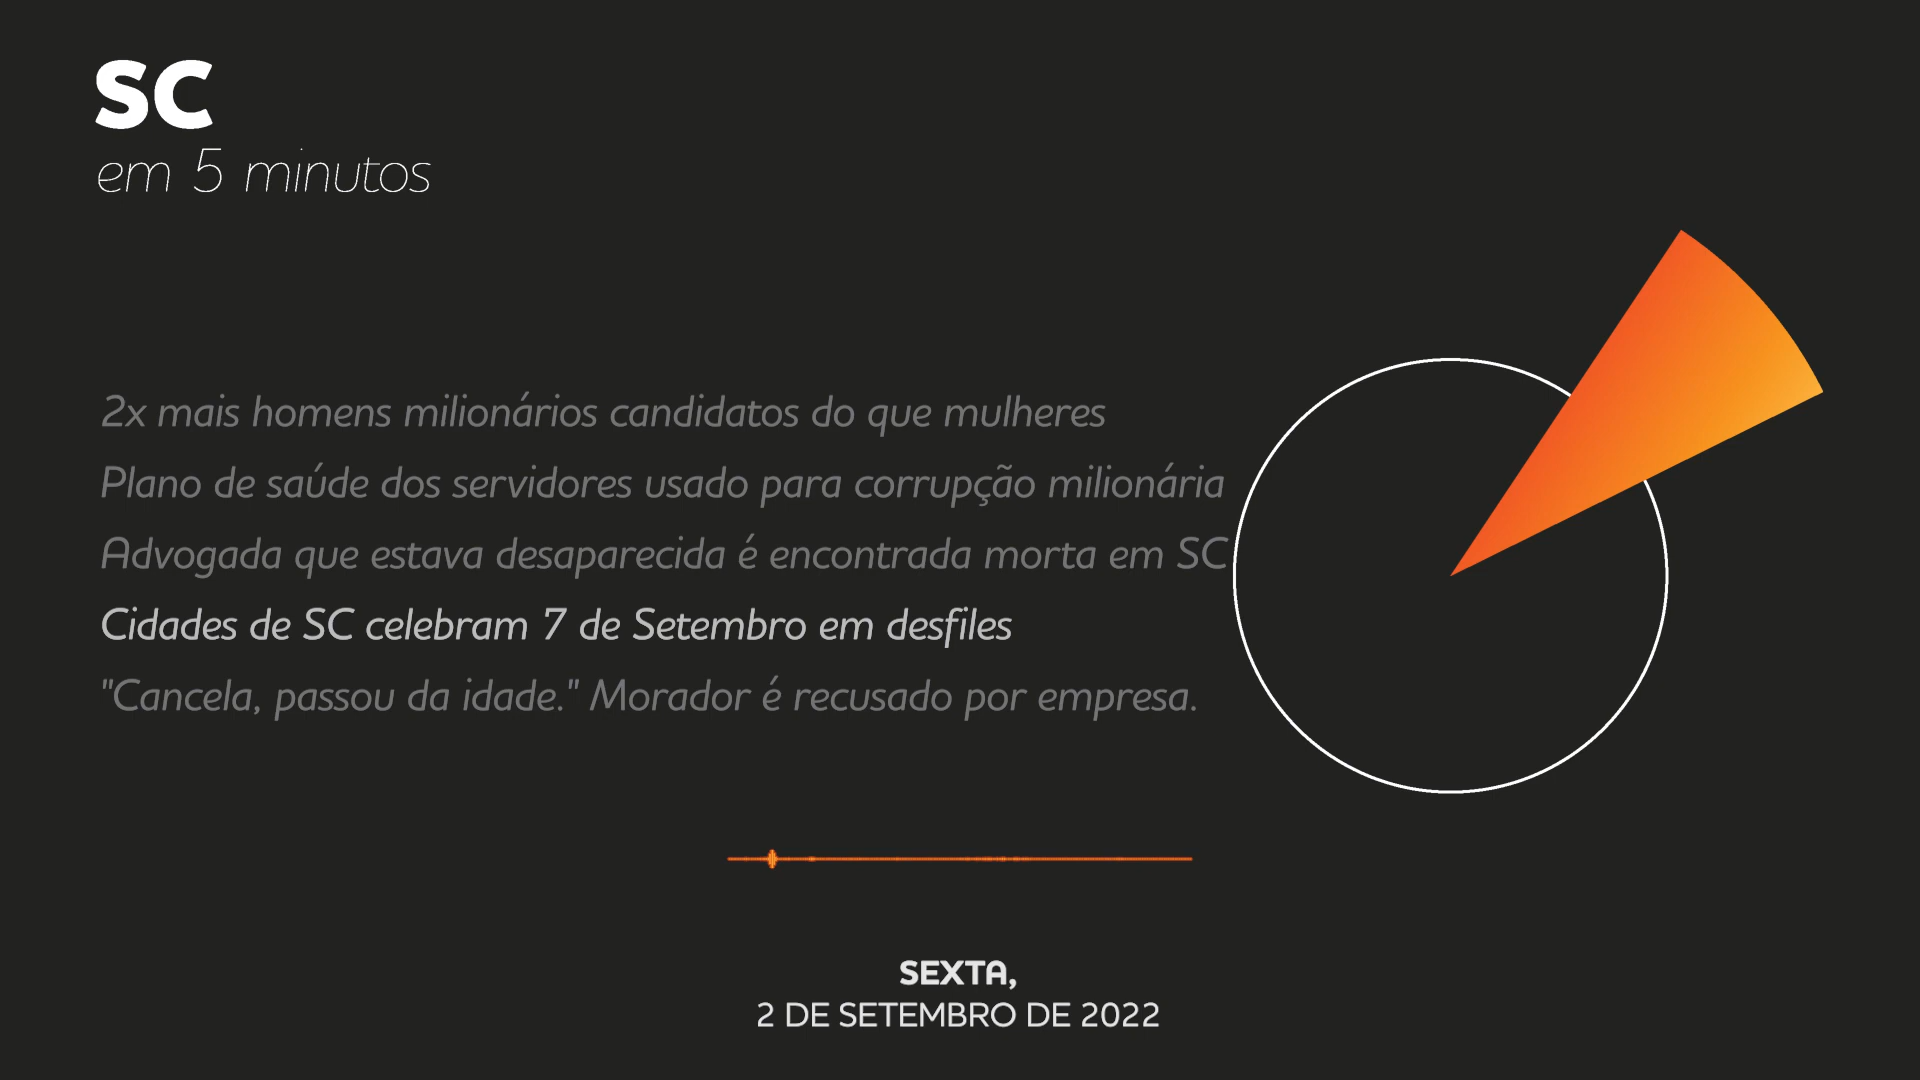 SC
em 5 minutos
2x mais homens milionários candidatos do que mulheres
Plano de saúde dos servidores usado para corrupção milionária
Advogada que estava desaparecida é encontrada morta em SC
Cidades de SC celebram 7 de Setembro em desfiles
"Cancela, passou da idade." Morador é recusado por empresa.
SEXTA,
2 DE SETEMBRO DE 2022